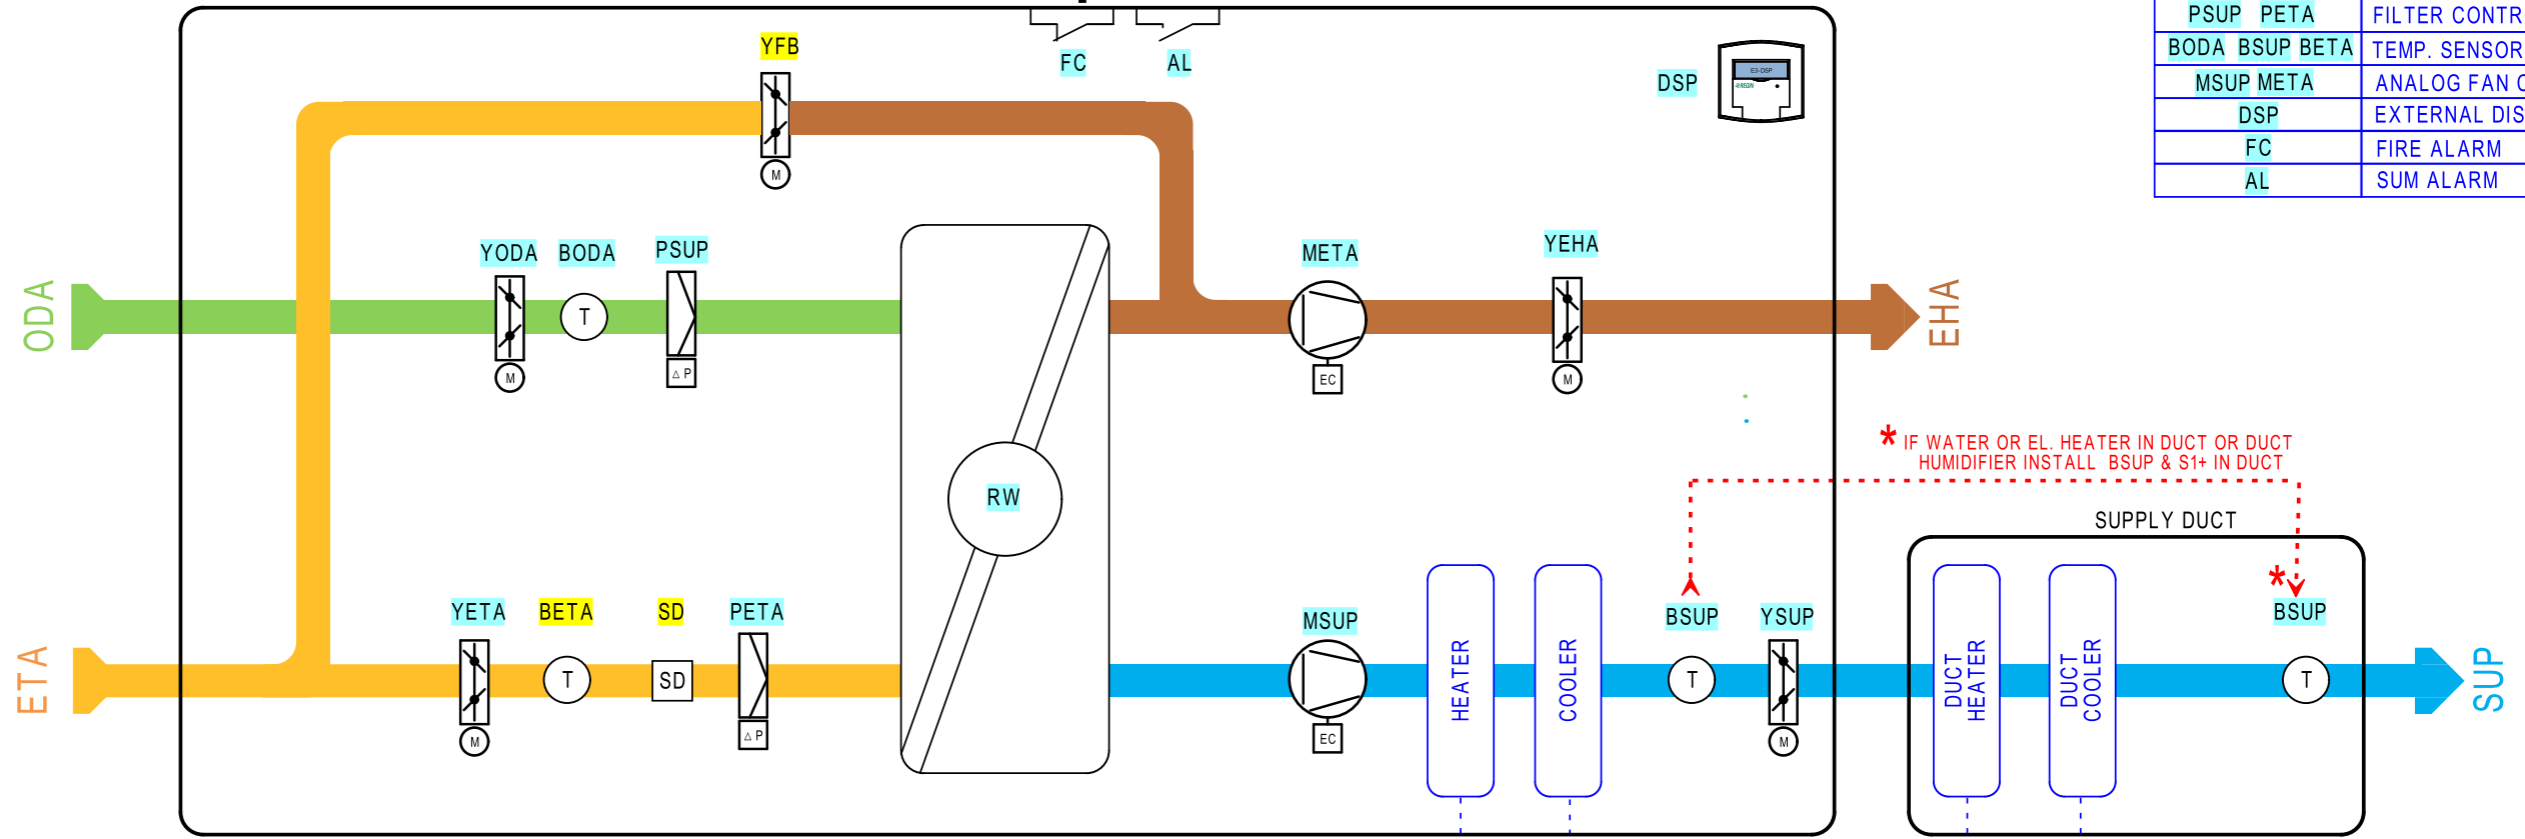 PSUP PETA FILTER CONTR
BODA BSUP BETA TEMP. SENSOR
MSUP META ANALOG FAN
DSP EXTERNAL DIS
FC FIRE ALARM
AL SUM ALARM
YFB
FC
AL
DSP
E3-DSP
REGIN
M
YODA
BODA
PSUP
META
YEHA
ODA
T
EHA
M
△ P
EC
M
* IF WATER OR EL. HEATER IN DUCT OR DUCT
HUMIDIFIER INSTALL BSUP & S1+ IN DUCT
RW
SUPPLY DUCT
*
YETA
BETA
SD
PETA
MSUP
BSUP
YSUP
BSUP
ETA
T
SD
HEATER
COOLER
T
DUCT
HEATER
DUCT
COOLER
T
SUP
M
△ P
EC
M